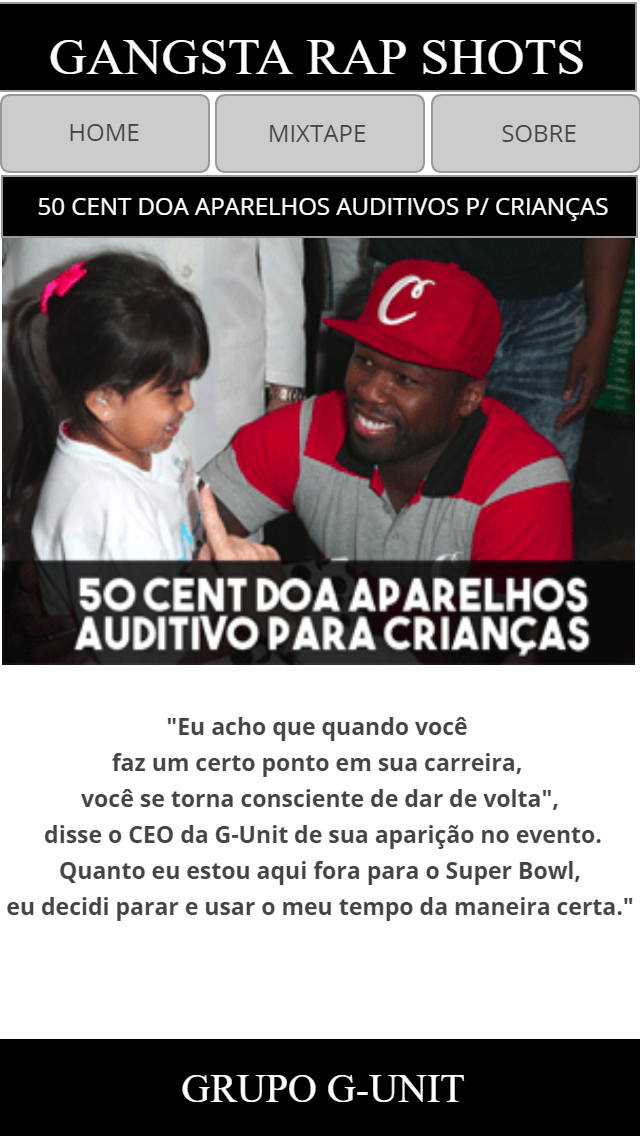 GANGSTA RAP SHOTS
HOME
MIXTAPE
SOBRE
50 CENT DOA APARELHOS AUDITIVOS P/ CRIANÇAS
C
50 CENT DOA APARELHOS
AUDITIVO PARA CRIANÇAS
"Eu acho que quando você
faz um certo ponto em sua carreira,
você se torna consciente de dar de volta",
disse o CEO da G-Unit de sua aparição no evento.
Quanto eu estou aqui fora para o Super Bowl,
eu decidi parar e usar o meu tempo da maneira certa."
GRUPO G-UNIT